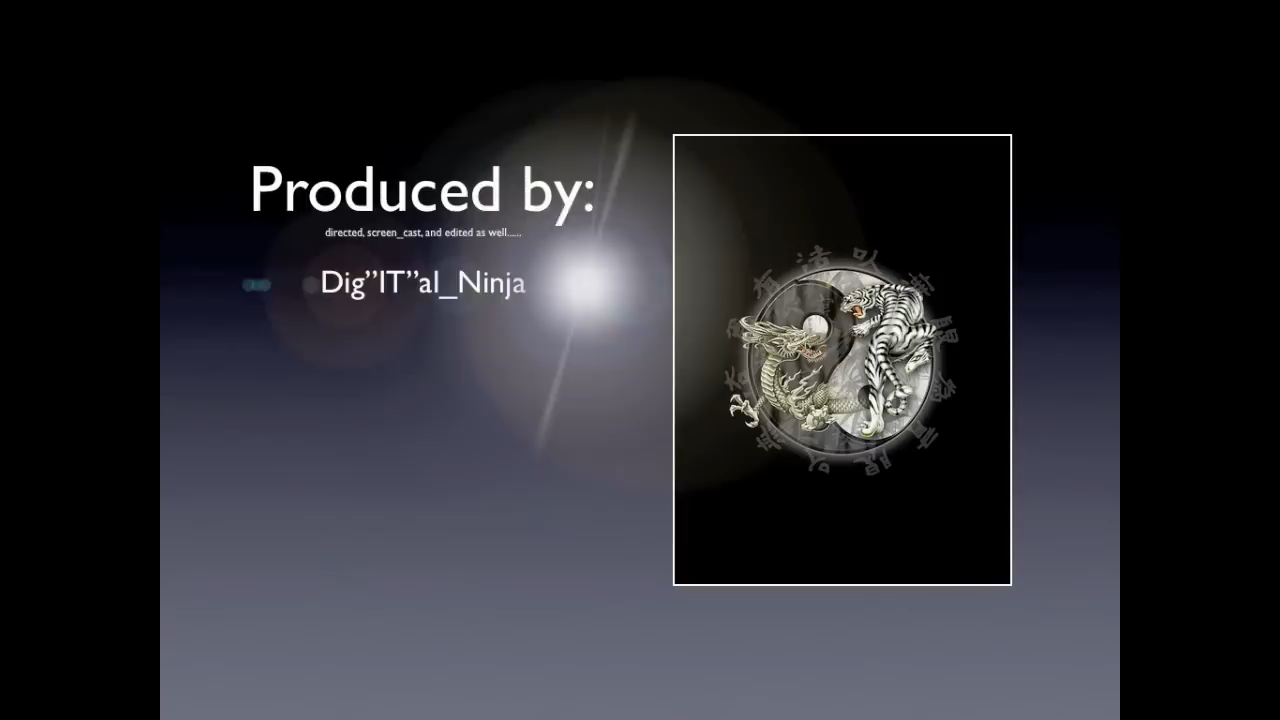 Produced by:
directed, screen_cast, and edited as well......
Dig”IT”al_Ninja